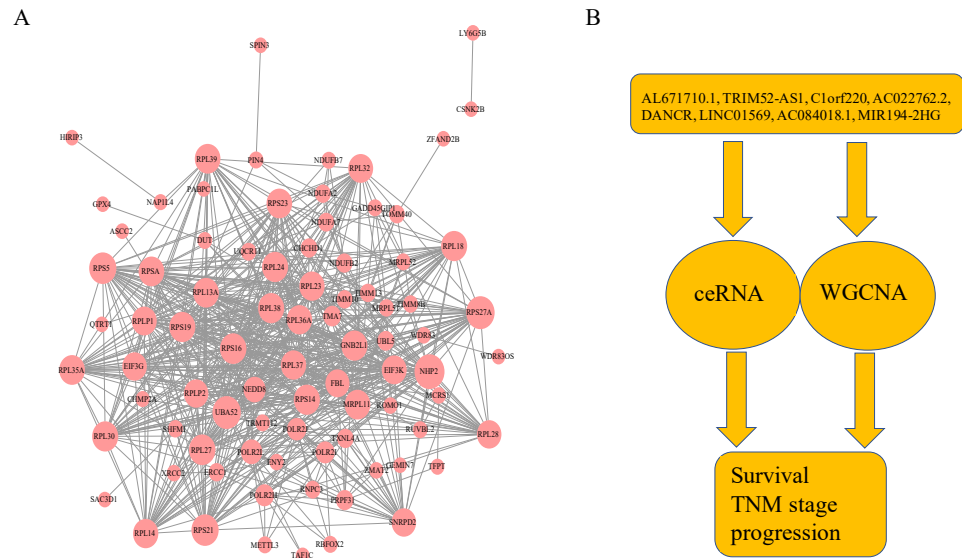 A
B
LY6G5B
SPIN3
CSNK2B
HIRIP3
ZFAND2B
RPL39
PIN4
NDUFB7
RPL32
PABPC1L
NDUFA2
GPX4
NAP1L4
RPS23
GADD45GIP1
TOMM40
NDUFA7
ASCC2
DUT
UQCR11
CHCHD1
RPL18
RPS5
RPSA
RPL24
NDUFB2
MRPL52
RPL13A
RPL23
TIMM10
TIMM13
TIMM8B
RPL38
RPL36A
TMA7
MRPL51
RPS27A
QTRT1
RPLP1
RPS19
WDR83
RPS16
GNB2L1
UBL5
WDR83OS
RPL35A
EIF3G
RPL37
EIF3K
NHP2
CHMP2A
RPLP2
NEDD8
FBL
MCRS1
RPS14
MRPL11
ROMO1
UBA52
TRMT112
RPL30
SHFM1
POLR2J
TXNL4A
RUVBL2
RPL28
RPL27
POLR2L
POLR2I
ENY2
ZMAT2
GEMIN7
TFPT
XRCC2
ERCC1
SAC3D1
POLR2H
RNPC3
PRPF31
RPL14
RPS21
SNRPD2
METTL3
TAF1C
RBFOX2
AL671710.1, TRIM52-AS1, C1orf220, AC022762.2,
DANCR, LINC01569, AC084018.1, MIR194-2HG
ceRNA
WGCNA
Survival
TNM stage
progression